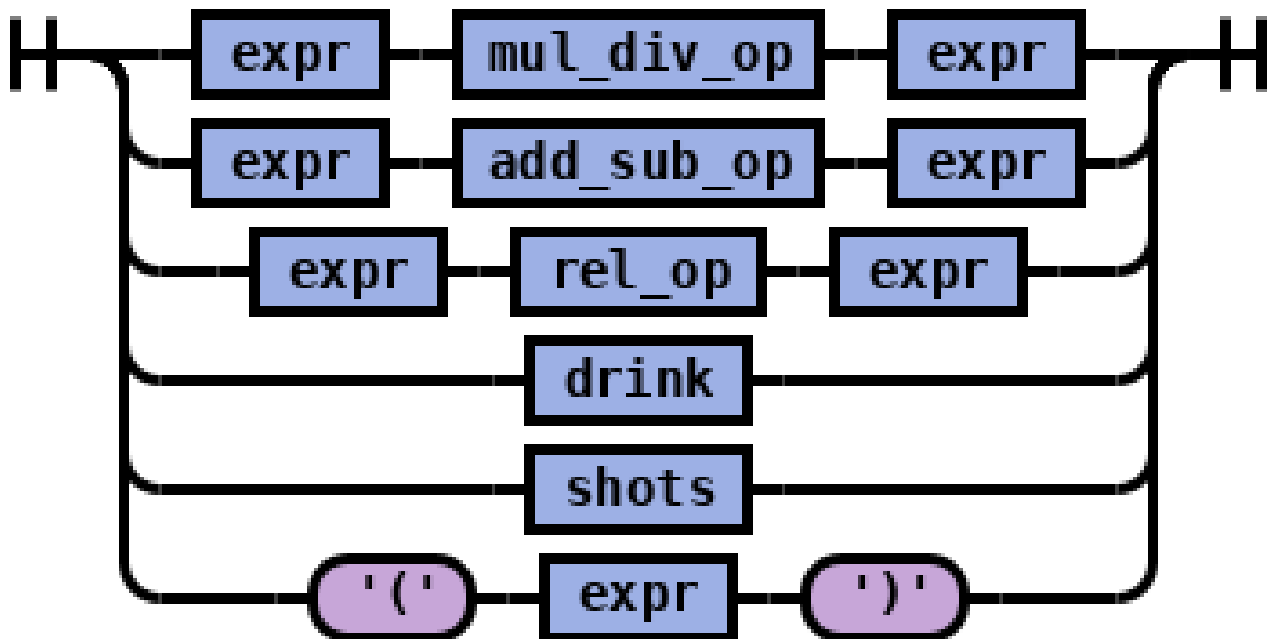 expr mul_div_op expr
expr add_sub_op expr
expr rel_op expr
drink
shots
'(' expr ')'